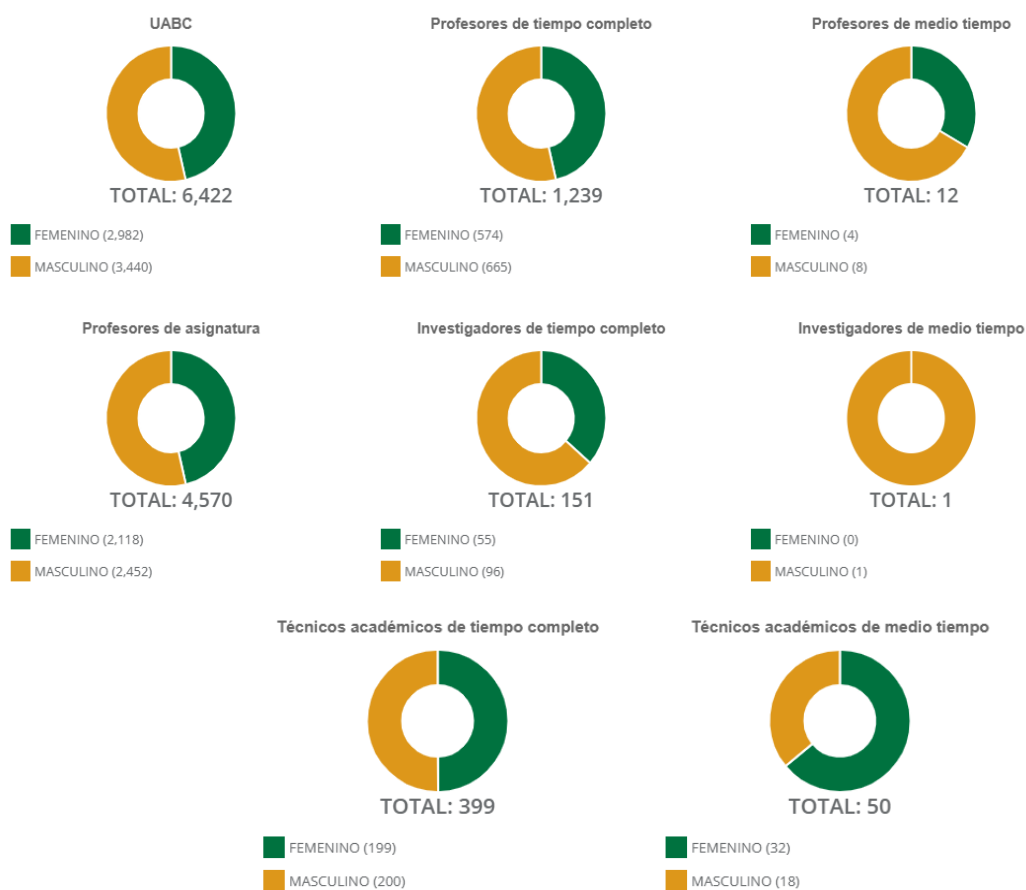 UABC
TOTAL: 6,422
FEMENINO (2,982)
MASCULINO (3,440)
Profesores de tiempo completo
TOTAL: 1,239
FEMENINO (574)
MASCULINO (665)
Profesores de medio tiempo
TOTAL: 12
FEMENINO (4)
MASCULINO (8)
Profesores de asignatura
TOTAL: 4,570
FEMENINO (2,118)
MASCULINO (2,452)
Investigadores de tiempo completo
TOTAL: 151
FEMENINO (55)
MASCULINO (96)
Investigadores de medio tiempo
TOTAL: 1
FEMENINO (0)
MASCULINO (1)
Técnicos académicos de tiempo completo
TOTAL: 399
FEMENINO (199)
MASCULINO (200)
Técnicos académicos de medio tiempo
TOTAL: 50
FEMENINO (32)
MASCULINO (18)